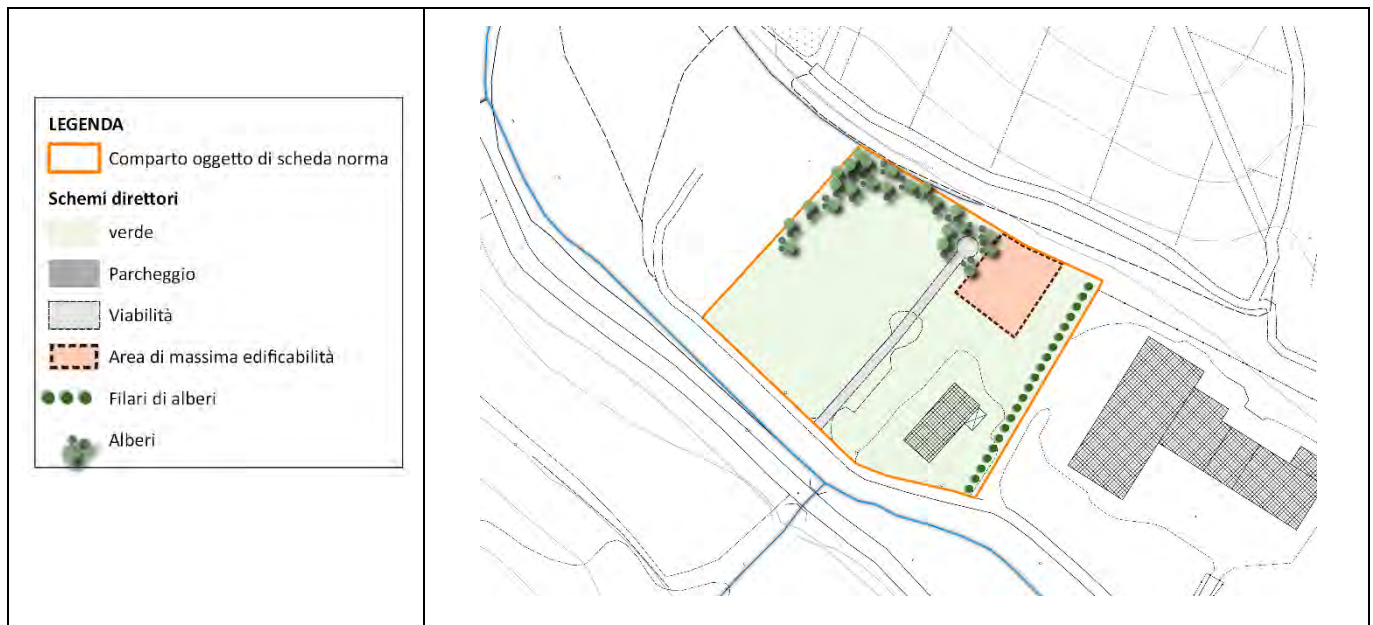 LEGENDA
Comparto oggetto di scheda norma
Schemi direttori
verde
Parcheggio
Viabilità
Area di massima edificabilità
Filari di alberi
Alberi